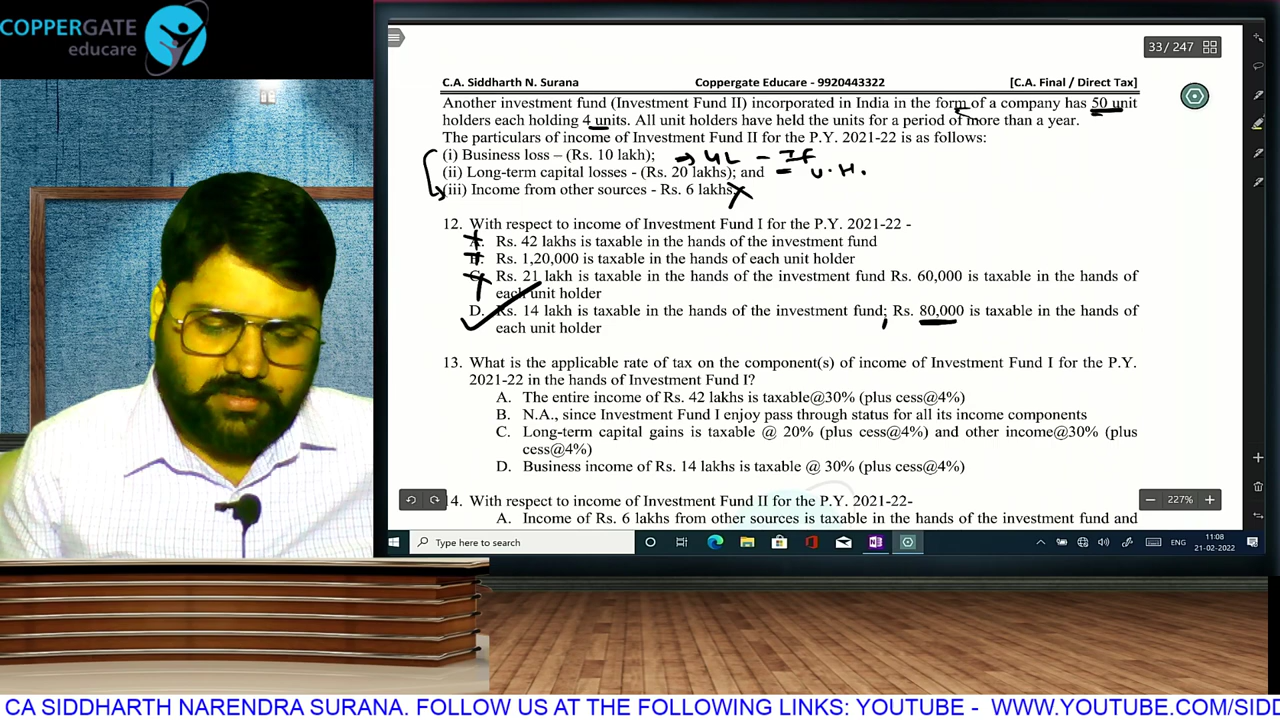 COPPERGATE
educare
33 / 247
C.A. Siddharth N. Surana Coppergate Educare - 9920443322 [C.A. Final / Direct Tax]
Another investment fund (Investment Fund II) incorporated in India in the form of a company has 50 unit
holders each holding 4 units. All unit holders have held the units for a period of more than a year.
The particulars of income of Investment Fund II for the P.Y. 2021-22 is as follows:
(i) Business loss – (Rs. 10 lakh); → UL - IF
(ii) Long-term capital losses - (Rs. 20 lakhs); and = U.H.
(iii) Income from other sources - Rs. 6 lakhs.
12. With respect to income of Investment Fund I for the P.Y. 2021-22 -
A. Rs. 42 lakhs is taxable in the hands of the investment fund
Rs. 1,20,000 is taxable in the hands of each unit holder
Rs. 21 lakh is taxable in the hands of the investment fund Rs. 60,000 is taxable in the hands of
each unit holder
D. Rs. 14 lakh is taxable in the hands of the investment fund; Rs. 80,000 is taxable in the hands of
each unit holder
13. What is the applicable rate of tax on the component(s) of income of Investment Fund I for the P.Y.
2021-22 in the hands of Investment Fund I?
A. The entire income of Rs. 42 lakhs is taxable@30% (plus cess@4%)
B. N.A., since Investment Fund I enjoy pass through status for all its income components
C. Long-term capital gains is taxable @ 20% (plus cess@4%) and other income@30% (plus
cess@4%)
D. Business income of Rs. 14 lakhs is taxable @ 30% (plus cess@4%)
14. With respect to income of Investment Fund II for the P.Y. 2021-22-
A. Income of Rs. 6 lakhs from other sources is taxable in the hands of the investment fund and
227%
Type here to search
ENG
11:08
21-02-2022
CA SIDDHARTH NARENDRA SURANA. FOLLOW US AT THE FOLLOWING LINKS: YOUTUBE - WWW.YOUTUBE.COM/SIDD